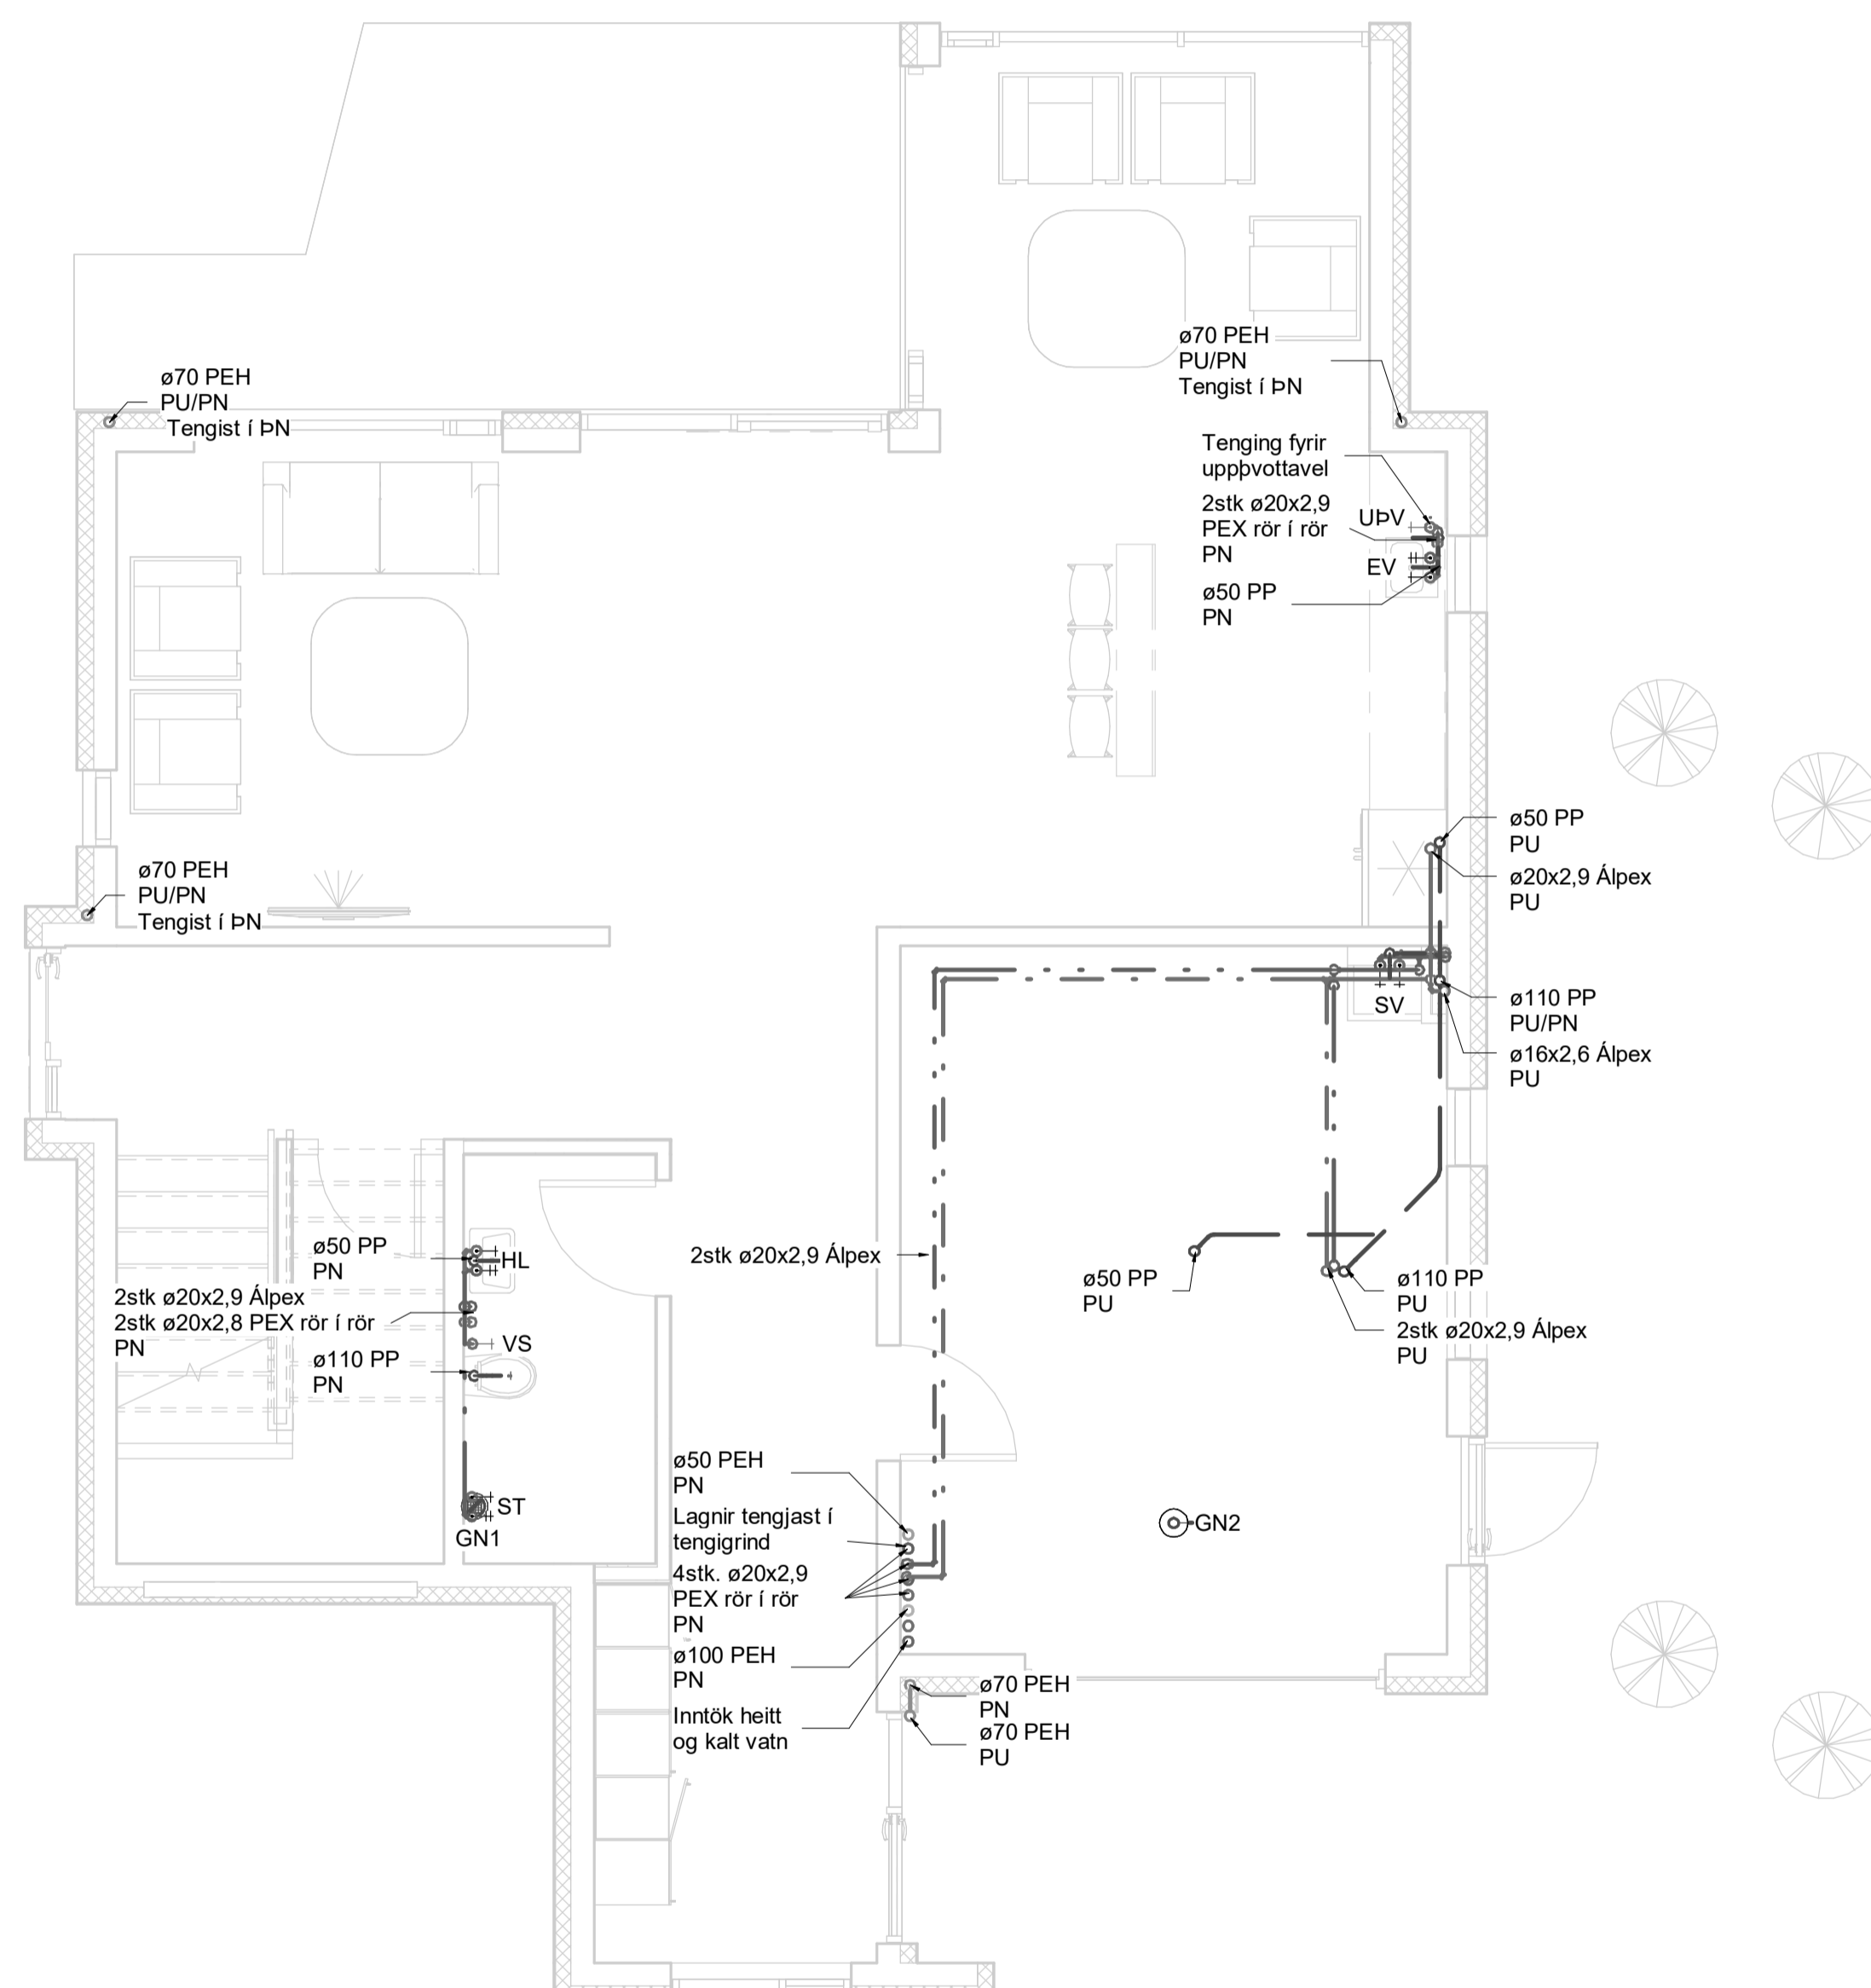 ø70 PEH
PU/PN
Tengist í ÞN
ø70 PEH
PU/PN
Tengist í ÞN
Tenging fyrir
uppþvottavel
2stk ø20x2,9
PEX rör í rör
PN
UÞV
EV
ø50 PP
PN
ø50 PP
PU
ø20x2,9 Álpex
PU
ø70 PEH
PU/PN
Tengist í ÞN
SV
ø110 PP
PU/PN
ø16x2,6 Álpex
PU
ø50 PP
PN
HL
2stk ø20x2,9 Álpex
2stk ø20x2,8 PEX rör í rör
PN
VS
ø110 PP
PN
2stk ø20x2,9 Álpex
ø50 PP
PU
ø110 PP
PU
2stk ø20x2,9 Álpex
PU
ST
GN1
ø50 PEH
PN
Lagnir tengjast í
tengigrind
4stk. ø20x2,9
PEX rör í rör
PN
ø100 PEH
PN
Inntök heitt
og kalt vatn
GN2
ø70 PEH
PN
ø70 PEH
PU